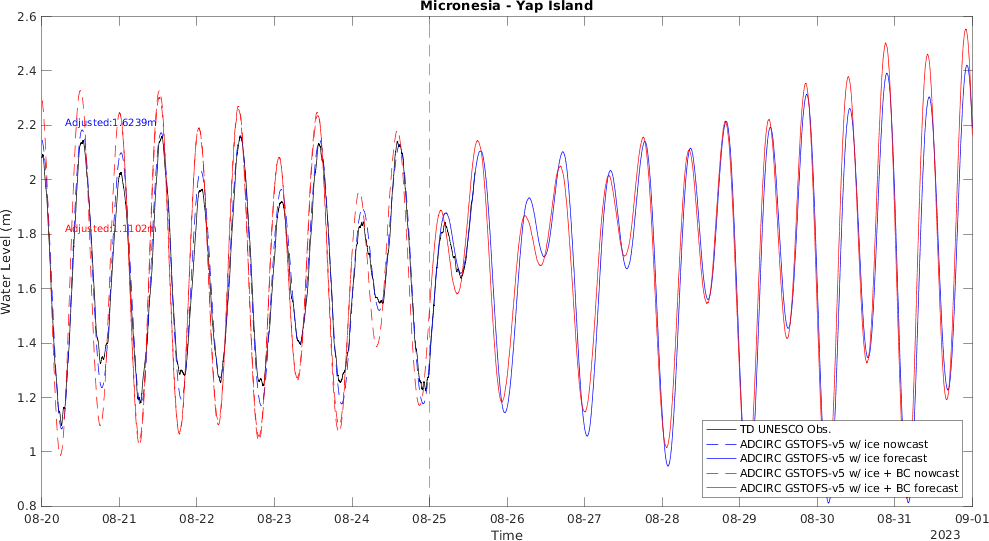 Micronesia - Yap Island
2.6
2.4
2.2
2
1.8
1.6
1.4
1.2
1
0.8
Water Level (m)
Adjusted:1.6239m
Adjusted:1.1102m
TD UNESCO Obs.
ADCIRC GSTOFS-v5 w/ ice nowcast
ADCIRC GSTOFS-v5 w/ ice forecast
ADCIRC GSTOFS-v5 w/ ice + BC nowcast
ADCIRC GSTOFS-v5 w/ ice + BC forecast
08-20 08-21 08-22 08-23 08-24 08-25 08-26 08-27 08-28 08-29 08-30 08-31 09-01
Time
2023